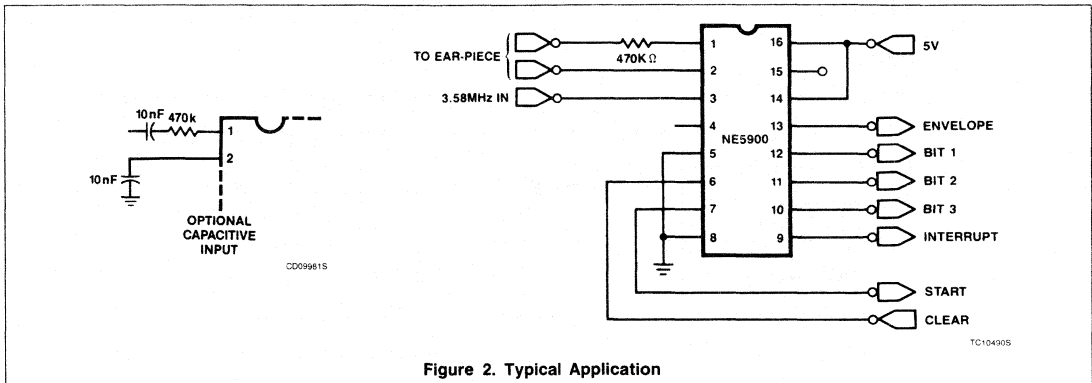 10nF 470k
1
2
10nF
OPTIONAL
CAPACITIVE
INPUT
CD09981S
TO EAR-PIECE
470K Ω
3.58MHz IN
NE5900
1
2
3
4
5
6
7
8
16
15
14
13
12
11
10
9
5V
ENVELOPE
BIT 1
BIT 2
BIT 3
INTERRUPT
START
CLEAR
TC10490S
Figure 2. Typical Application